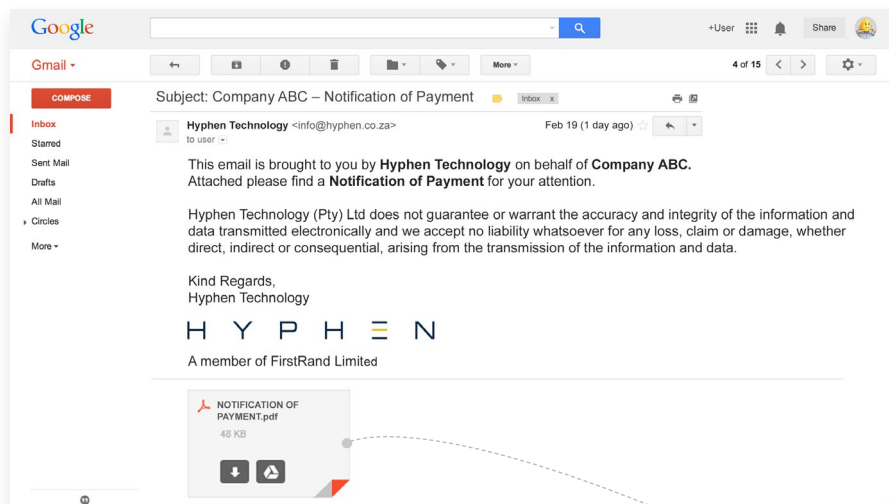 Google
+User
Share
Gmail
More
4 of 15
COMPOSE
Inbox
Starred
Sent Mail
Drafts
All Mail
Circles
More
Subject: Company ABC – Notification of Payment
Inbox x
Hyphen Technology <info@hyphen.co.za>
Feb 19 (1 day ago)
to user
This email is brought to you by Hyphen Technology on behalf of Company ABC.
Attached please find a Notification of Payment for your attention.
Hyphen Technology (Pty) Ltd does not guarantee or warrant the accuracy and integrity of the information and
data transmitted electronically and we accept no liability whatsoever for any loss, claim or damage, whether
direct, indirect or consequential, arising from the transmission of the information and data.
Kind Regards,
Hyphen Technology
HYPHEN
A member of FirstRand Limited
NOTIFICATION OF
PAYMENT.pdf
48 KB